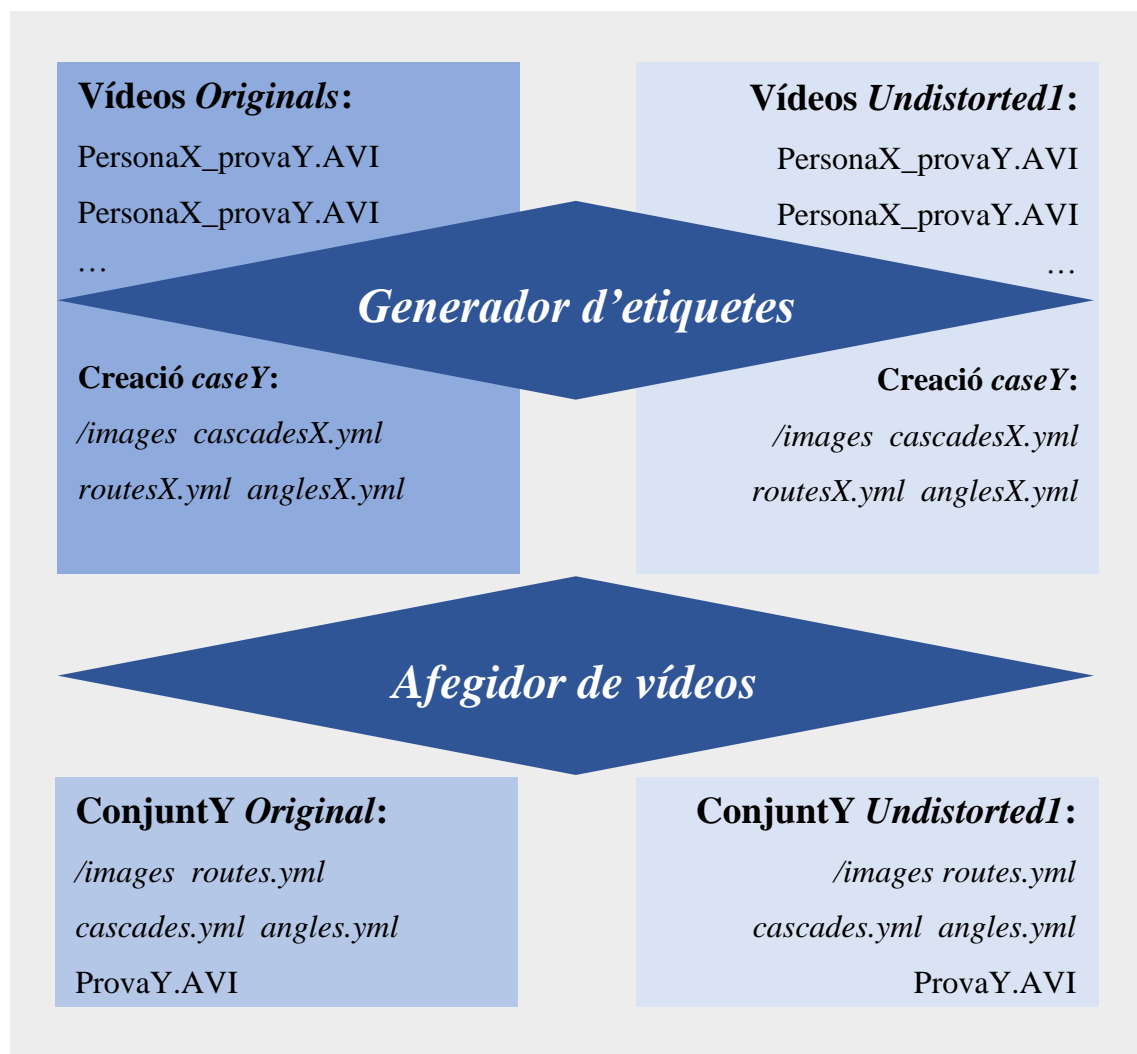 Vídeos Originals:
PersonaX_provaY.AVI
PersonaX_provaY.AVI
…
Vídeos Undistorted1:
PersonaX_provaY.AVI
PersonaX_provaY.AVI
…
Generador d’etiquetes
Creació caseY:
/images cascadesX.yml
routesX.yml anglesX.yml
Creació caseY:
/images cascadesX.yml
routesX.yml anglesX.yml
Afegidor de vídeos
ConjuntY Original:
/images routes.yml
cascades.yml angles.yml
ProvaY.AVI
ConjuntY Undistorted1:
/images routes.yml
cascades.yml angles.yml
ProvaY.AVI